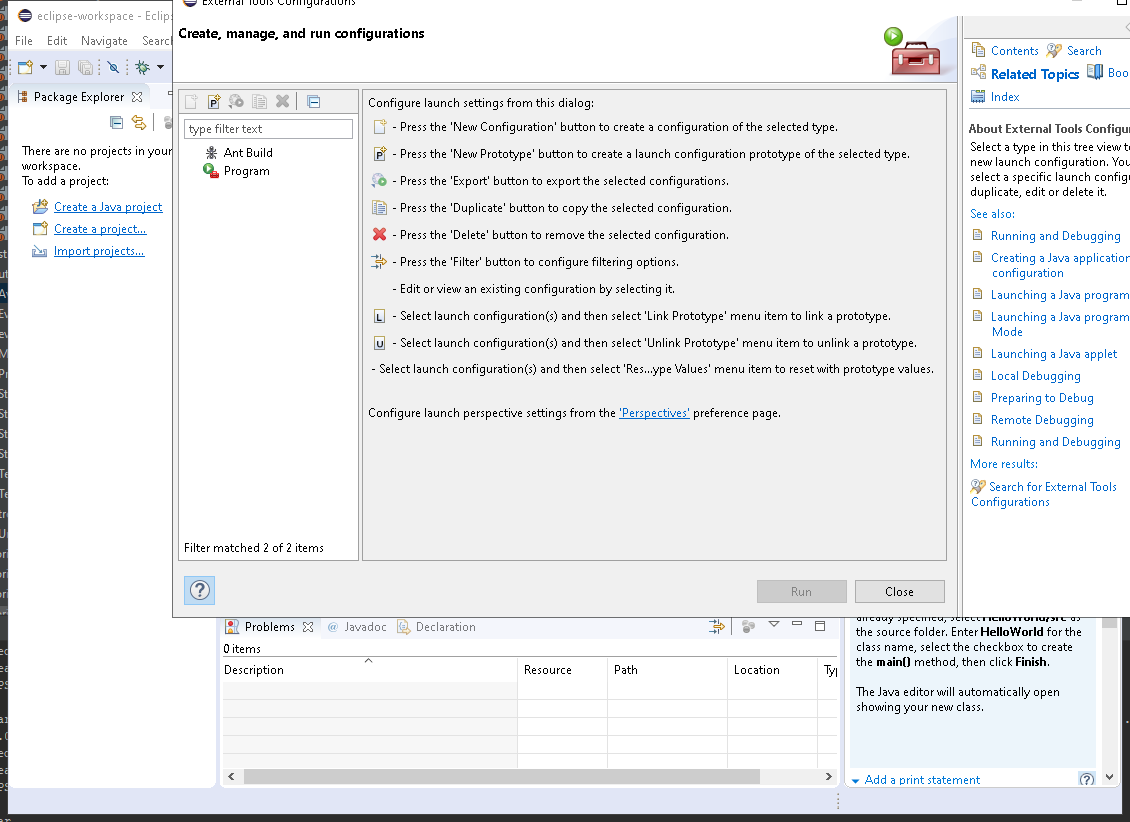 eclipse-workspace - Eclips
External Tools Configurations
File Edit Navigate Search
Create, manage, and run configurations
Package Explorer
There are no projects in your
workspace.
To add a project:
Create a Java project
Create a project...
Import projects...
type filter text
Ant Build
Program
Filter matched 2 of 2 items
Configure launch settings from this dialog:
- Press the 'New Configuration' button to create a configuration of the selected type.
- Press the 'New Prototype' button to create a launch configuration prototype of the selected type.
- Press the 'Export' button to export the selected configurations.
- Press the 'Duplicate' button to copy the selected configuration.
- Press the 'Delete' button to remove the selected configuration.
- Press the 'Filter' button to configure filtering options.
- Edit or view an existing configuration by selecting it.
L - Select launch configuration(s) and then select 'Link Prototype' menu item to link a prototype.
U - Select launch configuration(s) and then select 'Unlink Prototype' menu item to unlink a prototype.
- Select launch configuration(s) and then select 'Res...ype Values' menu item to reset with prototype values.
Configure launch perspective settings from the 'Perspectives' preference page.
Run Close
Contents Search
Related Topics Boo
Index
About External Tools Configur
Select a type in this tree view to
new launch configuration. You
select a specific launch configu
duplicate, edit or delete it.
See also:
Running and Debugging
Creating a Java application
configuration
Launching a Java program
Launching a Java program
Mode
Launching a Java applet
Local Debugging
Preparing to Debug
Remote Debugging
Running and Debugging
More results:
Search for External Tools
Configurations
Problems @ Javadoc Declaration
0 items
Description Resource Path Location Typ
already specified, select HelloWorld/src as
the source folder. Enter HelloWorld for the
class name, select the checkbox to create
the main() method, then click Finish.
The Java editor will automatically open
showing your new class.
Add a print statement